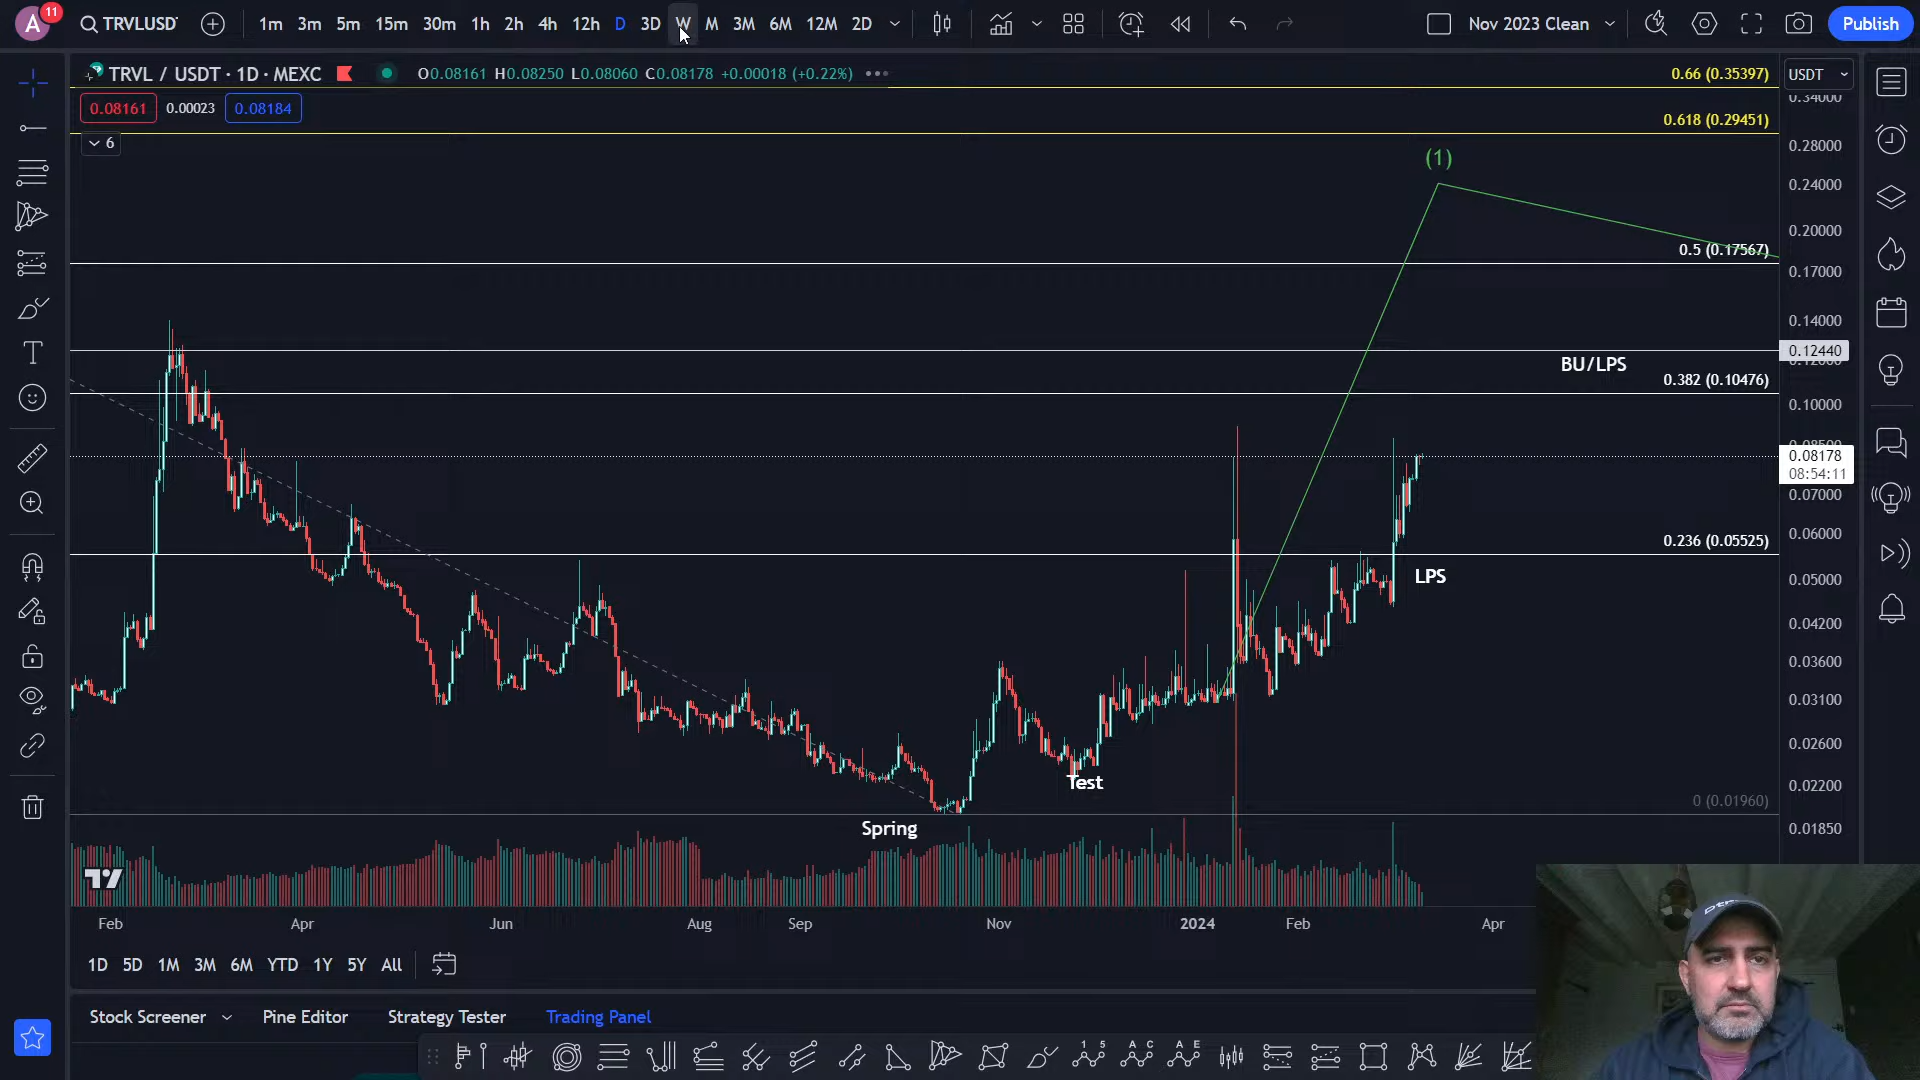 A 11 TRVLUSDT 1m 3m 5m 15m 30m 1h 2h 4h 12h D 3D W M 3M 6M 12M 2D Nov 2023 Clean Publish
TRVL / USDT · 1D · MEXC O0.08161 H0.08250 L0.08060 C0.08178 +0.00018 (+0.22%)
0.66 (0.35397)
USDT
0.34000
0.08161 0.00023 0.08184
0.618 (0.29451)
6
0.28000
(1)
0.24000
0.20000
0.5 (0.17567)
0.17000
0.14000
0.12440
BU/LPS
0.382 (0.10476)
0.10000
0.08178
08:54:11
0.07000
0.06000
0.236 (0.05525)
LPS
0.05000
0.04200
0.03600
0.03100
0.02600
Test
0.02200
0 (0.01960)
Spring
0.01850
Feb Apr Jun Aug Sep Nov 2024 Feb Apr
1D 5D 1M 3M 6M YTD 1Y 5Y All
Stock Screener Pine Editor Strategy Tester Trading Panel
1 5 A C A E